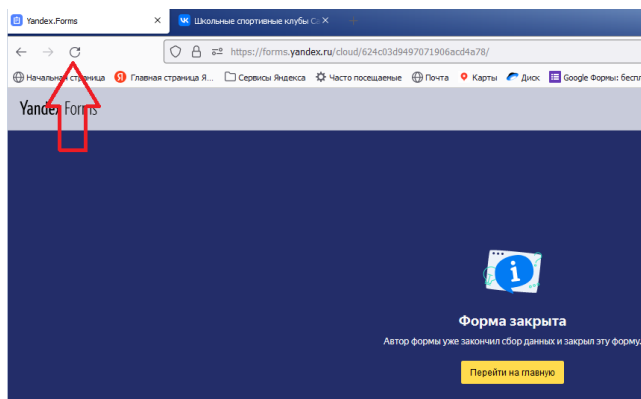 Yandex.Forms
Школьные спортивные клубы Са
https://forms.yandex.ru/cloud/624c03d9497071906acd4a78/
Начальная страница Главная страница Я... Сервисы Яндекса Часто посещаемые Почта Карты Диск Google Формы: беспл
Yandex Forms
Форма закрыта
Автор формы уже закончил сбор данных и закрыл эту форму.
Перейти на главную